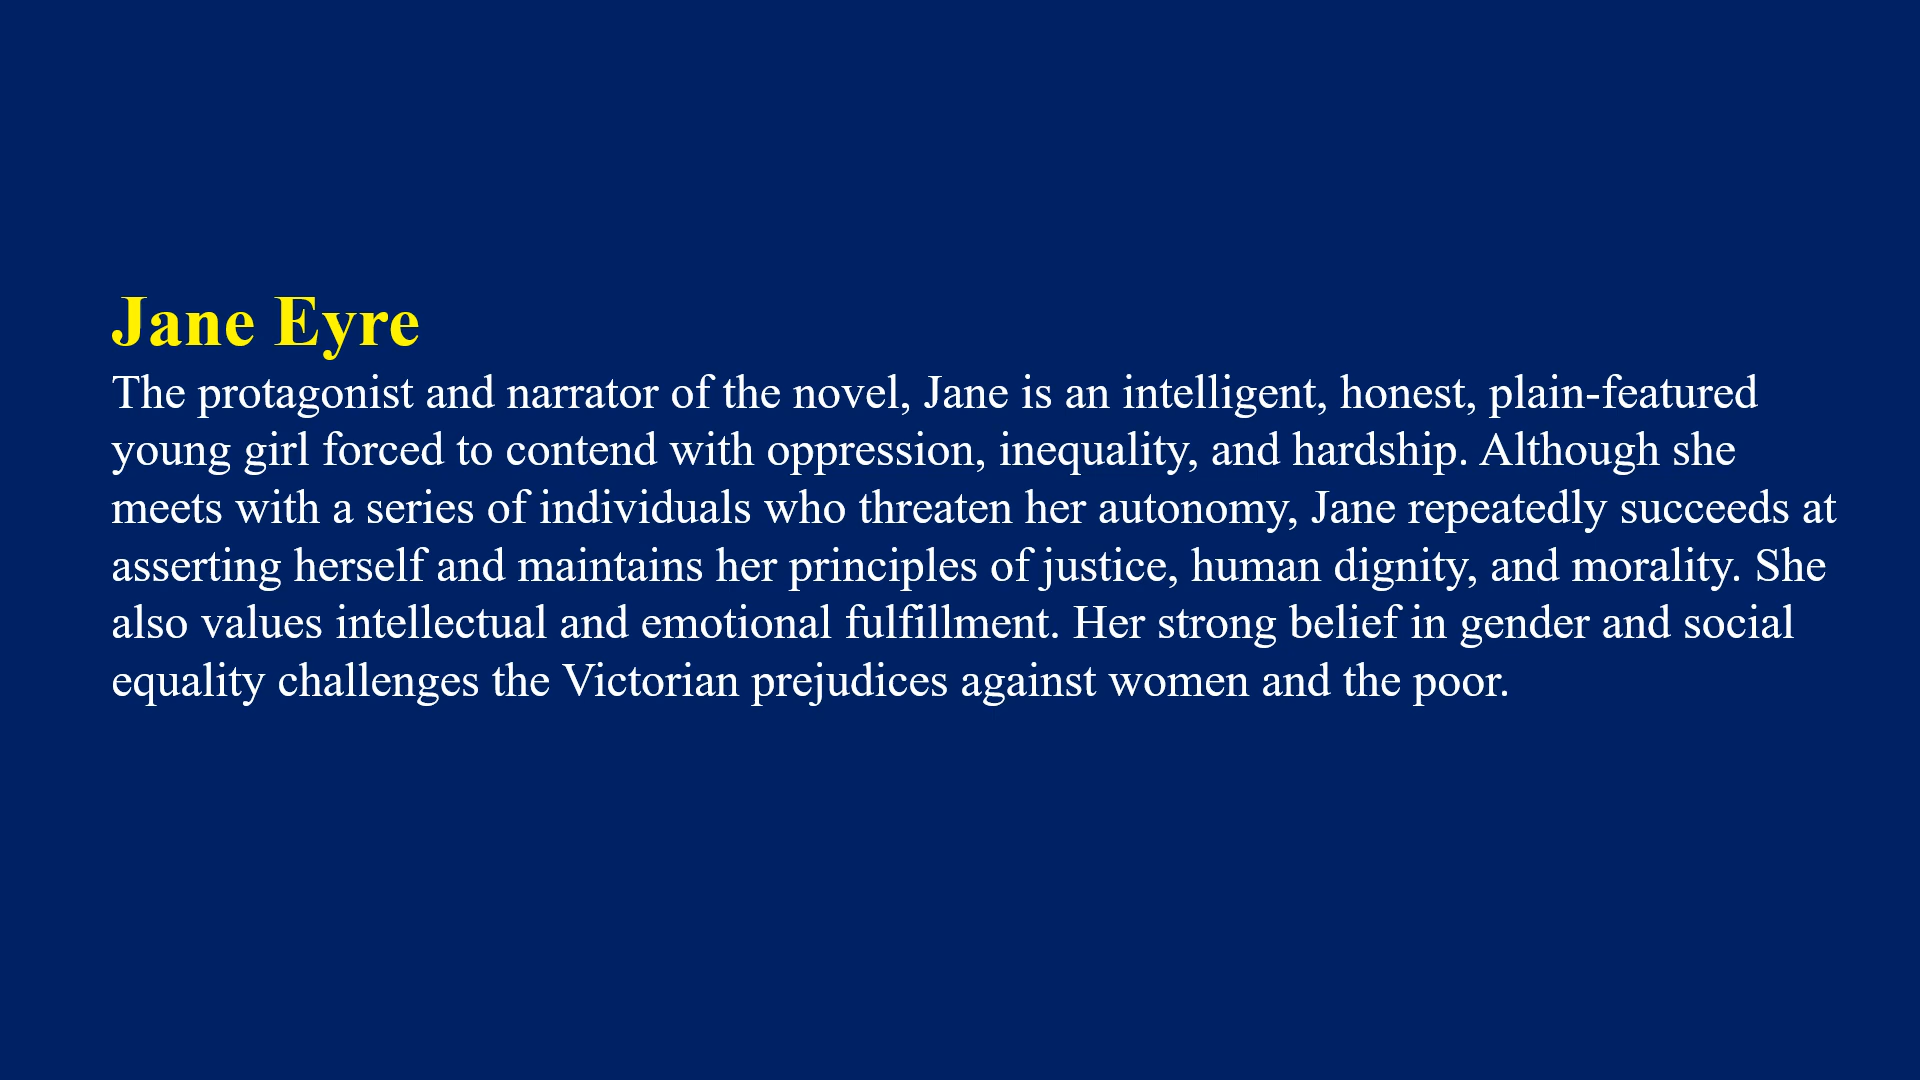 Jane Eyre
The protagonist and narrator of the novel, Jane is an intelligent, honest, plain-featured
young girl forced to contend with oppression, inequality, and hardship. Although she
meets with a series of individuals who threaten her autonomy, Jane repeatedly succeeds at
asserting herself and maintains her principles of justice, human dignity, and morality. She
also values intellectual and emotional fulfillment. Her strong belief in gender and social
equality challenges the Victorian prejudices against women and the poor.